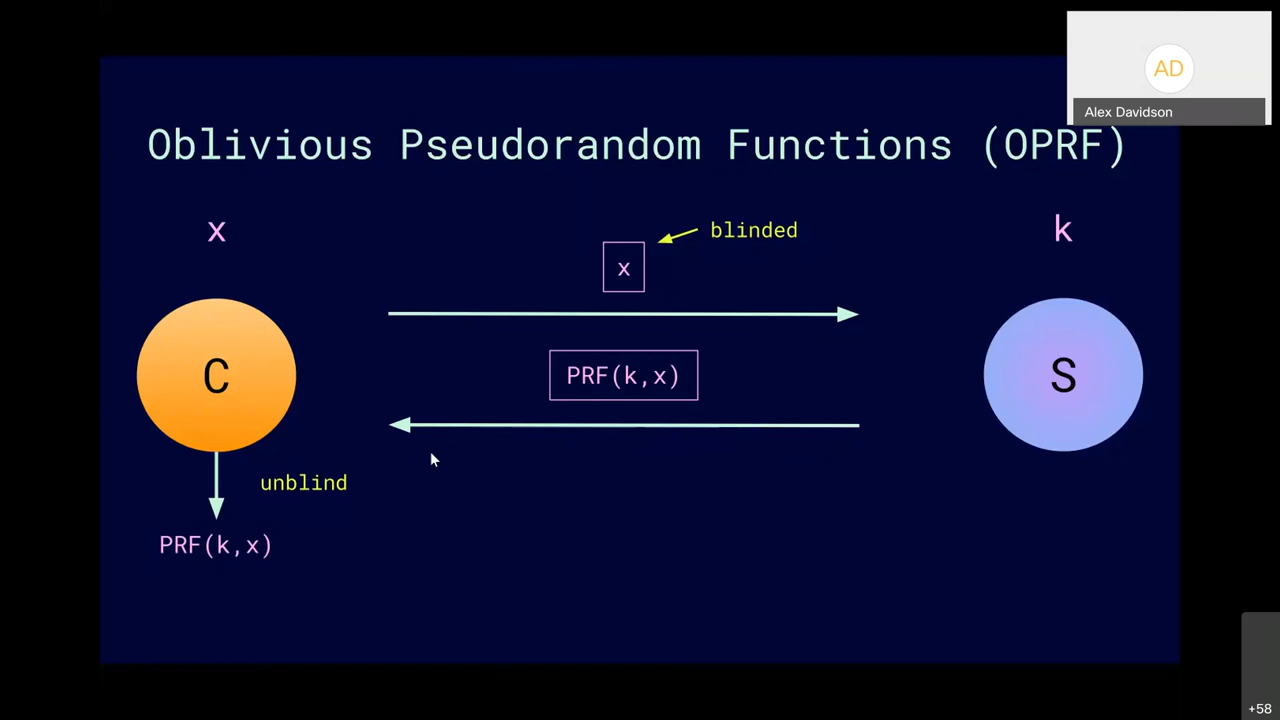 AD
Alex Davidson
Oblivious Pseudorandom Functions (OPRF)
x
blinded
k
x
C
PRF(k,x)
S
unblind
PRF(k,x)
+58